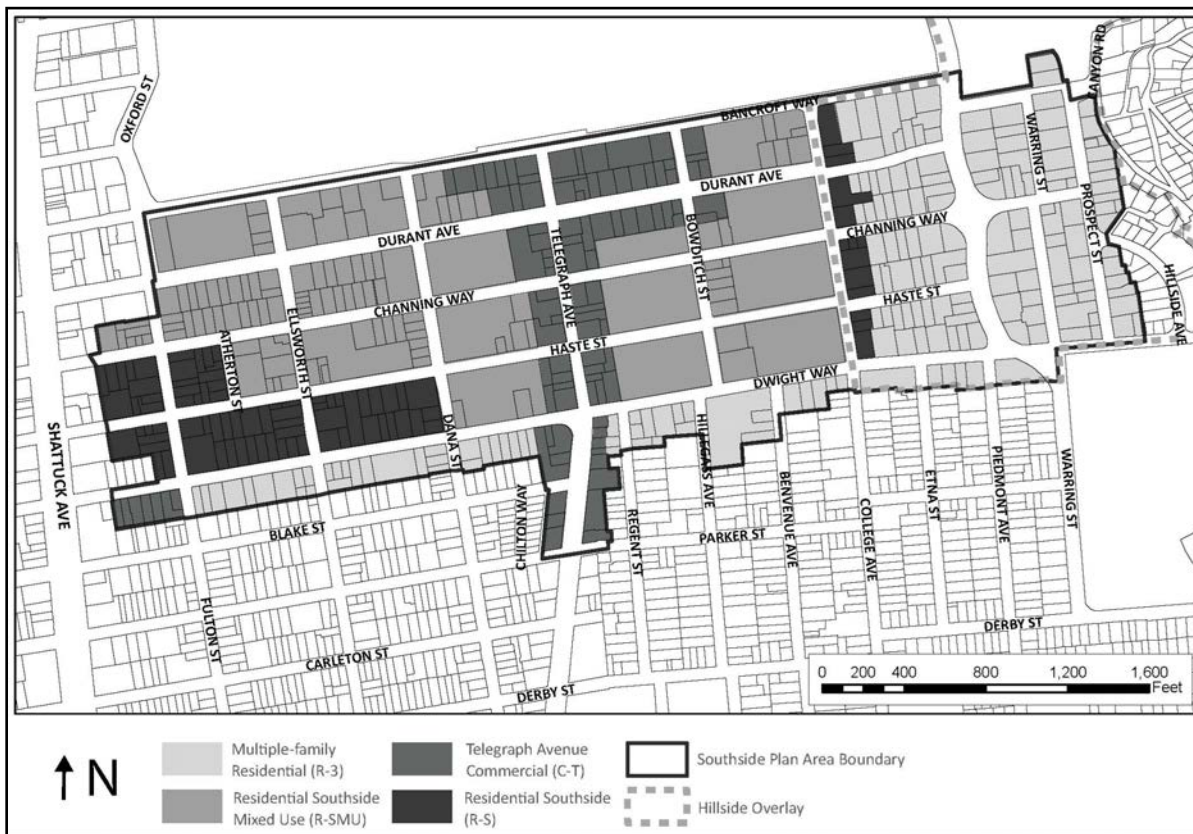 OXFORD ST
CANYON RD
BANCROFT WAY
WARRING ST
DURANT AVE
PROSPECT ST
DURANT AVE
TELEGRAPH AVE
BOWDITCH ST
CHANNING WAY
HILLSIDE AVE
CHANNING WAY
HASTE ST
ATHERTON ST
ELLSWORTH ST
HASTE ST
DWIGHT WAY
SHATTUCK AVE
DANA ST
HILLEGASS AVE
BENVENUE AVE
COLLEGE AVE
ETNA ST
PIEDMONT AVE
WARRING ST
BLAKE ST
CHILTON WAY
REGENT ST
PARKER ST
FULTON ST
CARLETON ST
DERBY ST
DERBY ST
0 200 400 800 1,200 1,600
Feet
N
Multiple-family
Residential (R-3)
Residential Southside
Mixed Use (R-SMU)
Telegraph Avenue
Commercial (C-T)
Residential Southside
(R-S)
Southside Plan Area Boundary
Hillside Overlay